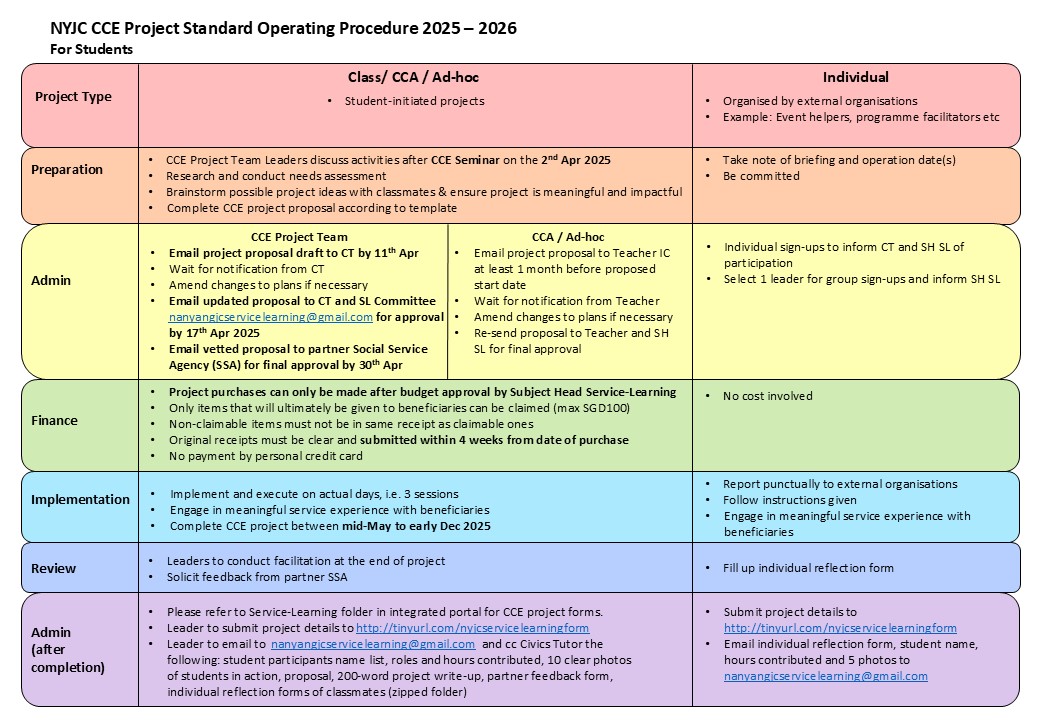 NYJC CCE Project Standard Operating Procedure 2025 – 2026
For Students
Project Type
Class/ CCA / Ad-hoc
• Student-initiated projects
Individual
• Organised by external organisations
• Example: Event helpers, programme facilitators etc
Preparation
• CCE Project Team Leaders discuss activities after CCE Seminar on the 2nd Apr 2025
• Research and conduct needs assessment
• Brainstorm possible project ideas with classmates & ensure project is meaningful and impactful
• Complete CCE project proposal according to template
• Take note of briefing and operation date(s)
• Be committed
Admin
CCE Project Team
• Email project proposal draft to CT by 11th Apr
• Wait for notification from CT
• Amend changes to plans if necessary
• Email updated proposal to CT and SL Committee
nanyangjcservicelearning@gmail.com for approval
by 17th Apr 2025
• Email vetted proposal to partner Social Service
Agency (SSA) for final approval by 30th Apr
CCA / Ad-hoc
• Email project proposal to Teacher IC
at least 1 month before proposed
start date
• Wait for notification from Teacher
• Amend changes to plans if necessary
• Re-send proposal to Teacher and SH
SL for final approval
• Individual sign-ups to inform CT and SH SL of
participation
• Select 1 leader for group sign-ups and inform SH SL
Finance
• Project purchases can only be made after budget approval by Subject Head Service-Learning
• Only items that will ultimately be given to beneficiaries can be claimed (max SGD100)
• Non-claimable items must not be in same receipt as claimable ones
• Original receipts must be clear and submitted within 4 weeks from date of purchase
• No payment by personal credit card
• No cost involved
Implementation
• Implement and execute on actual days, i.e. 3 sessions
• Engage in meaningful service experience with beneficiaries
• Complete CCE project between mid-May to early Dec 2025
• Report punctually to external organisations
• Follow instructions given
• Engage in meaningful service experience with
beneficiaries
Review
• Leaders to conduct facilitation at the end of project
• Solicit feedback from partner SSA
• Fill up individual reflection form
Admin
(after
completion)
• Please refer to Service-Learning folder in integrated portal for CCE project forms.
• Leader to submit project details to http://tinyurl.com/nyjcservicelearningform
• Leader to email to nanyangjcservicelearning@gmail.com and cc Civics Tutor the
following: student participants name list, roles and hours contributed, 10 clear photos
of students in action, proposal, 200-word project write-up, partner feedback form,
individual reflection forms of classmates (zipped folder)
• Submit project details to
http://tinyurl.com/nyjcservicelearningform
• Email individual reflection form, student name,
hours contributed and 5 photos to
nanyangjcservicelearning@gmail.com